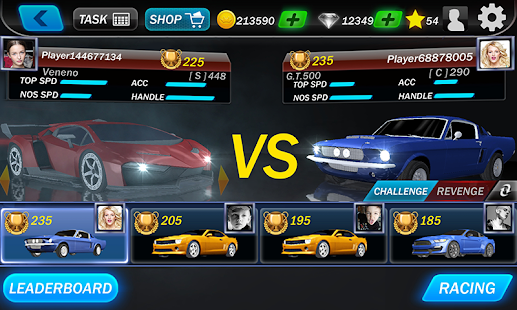 TASK SHOP 213590 12349 54
Player144677134 225
Veneno [ S ] 448
TOP SPD ACC
NOS SPD HANDLE
235 Player68878005
G.T.500 [ C ] 290
TOP SPD ACC
NOS SPD HANDLE
VS
CHALLENGE REVENGE
235 205 195 185
LEADERBOARD RACING